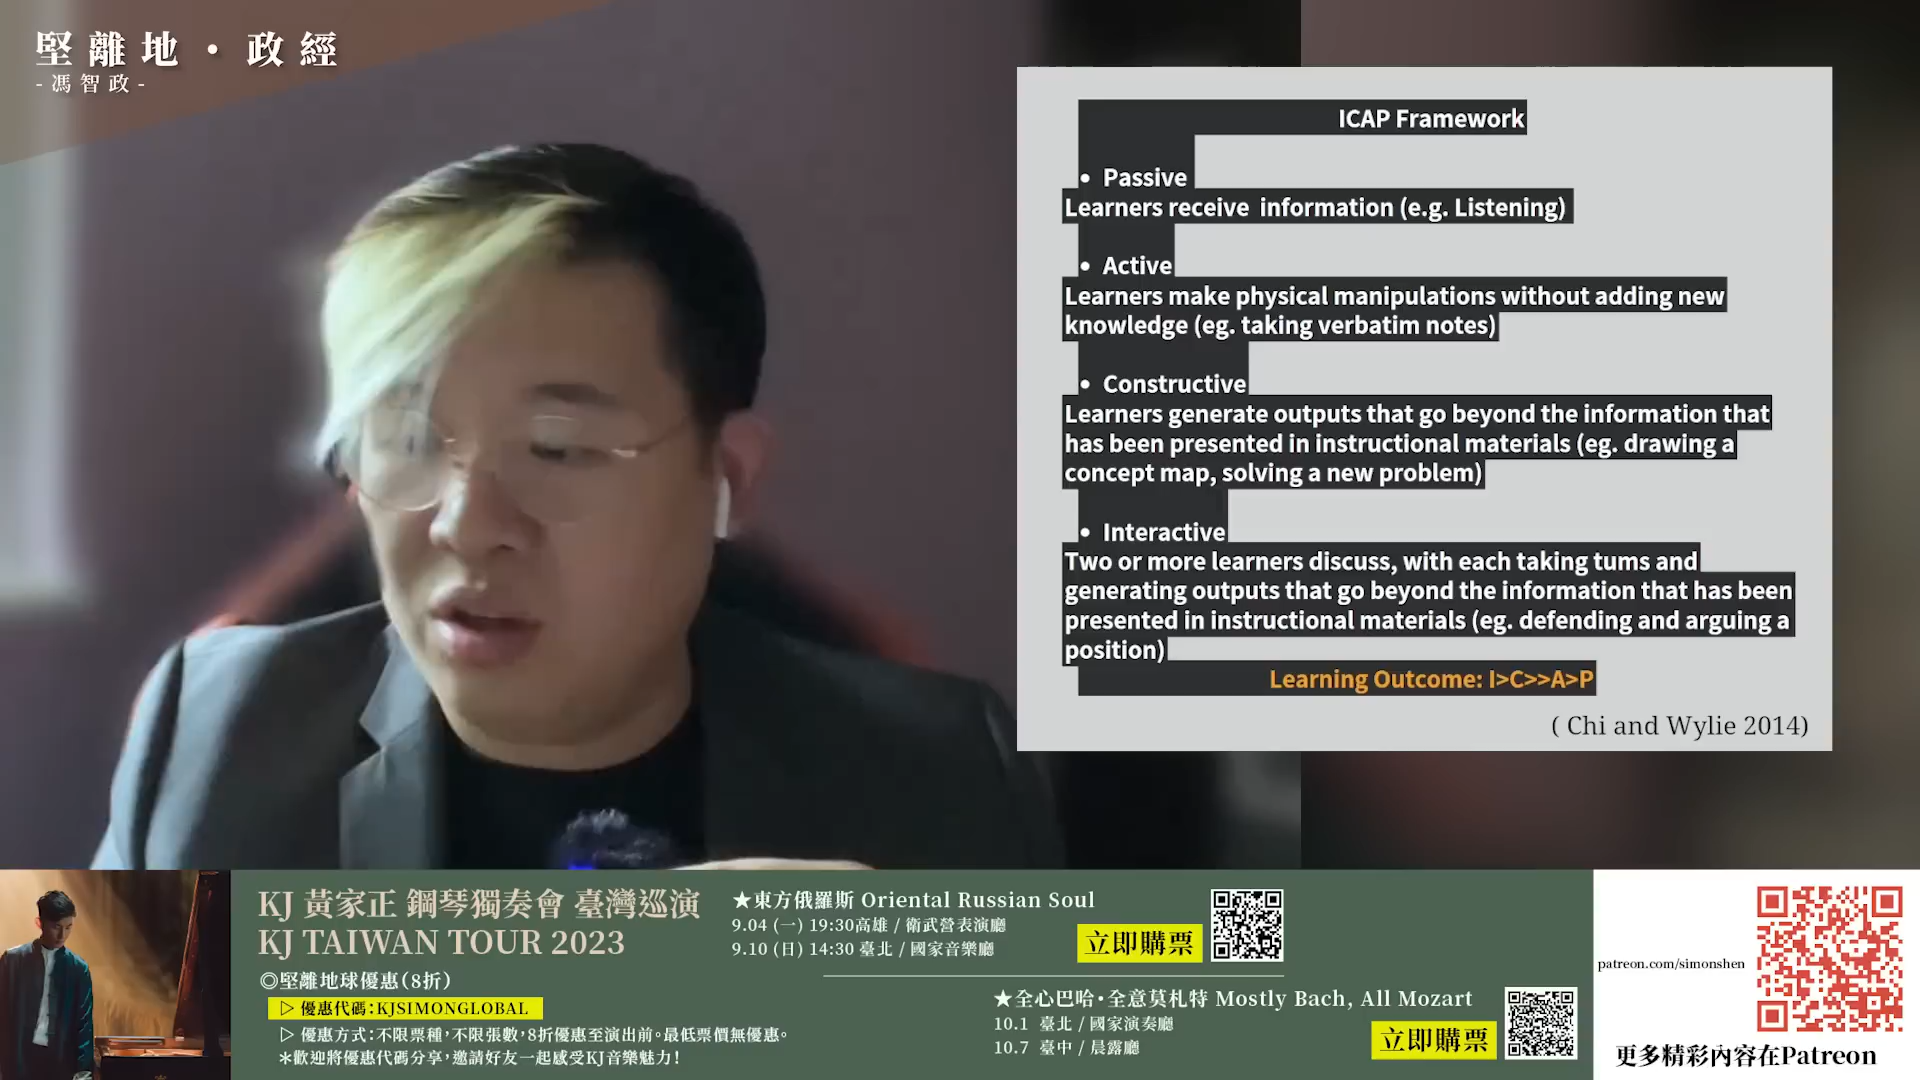 堅離地・政經
-馮智政-
ICAP Framework
• Passive
Learners receive information (e.g. Listening)
• Active
Learners make physical manipulations without adding new
knowledge (eg. taking verbatim notes)
• Constructive
Learners generate outputs that go beyond the information that
has been presented in instructional materials (eg. drawing a
concept map, solving a new problem)
• Interactive
Two or more learners discuss, with each taking tums and
generating outputs that go beyond the information that has been
presented in instructional materials (eg. defending and arguing a
position)
Learning Outcome: I>C>>A>P
( Chi and Wylie 2014)
KJ 黃家正 鋼琴獨奏會 臺灣巡演
KJ TAIWAN TOUR 2023
◎堅離地球優惠（8折）
▷ 優惠代碼：KJSIMONGLOBAL
▷ 優惠方式：不限票種，不限張數，8折優惠至演出前。最低票價無優惠。
＊歡迎將優惠代碼分享，邀請好友一起感受KJ音樂魅力！
★東方俄羅斯 Oriental Russian Soul
9.04 (一) 19:30高雄 / 衛武營表演廳
9.10 (日) 14:30 臺北 / 國家音樂廳
立即購票
★全心巴哈・全意莫札特 Mostly Bach, All Mozart
10.1 臺北 / 國家演奏廳
10.7 臺中 / 晨露廳
立即購票
patreon.com/simonshen
更多精彩內容在Patreon